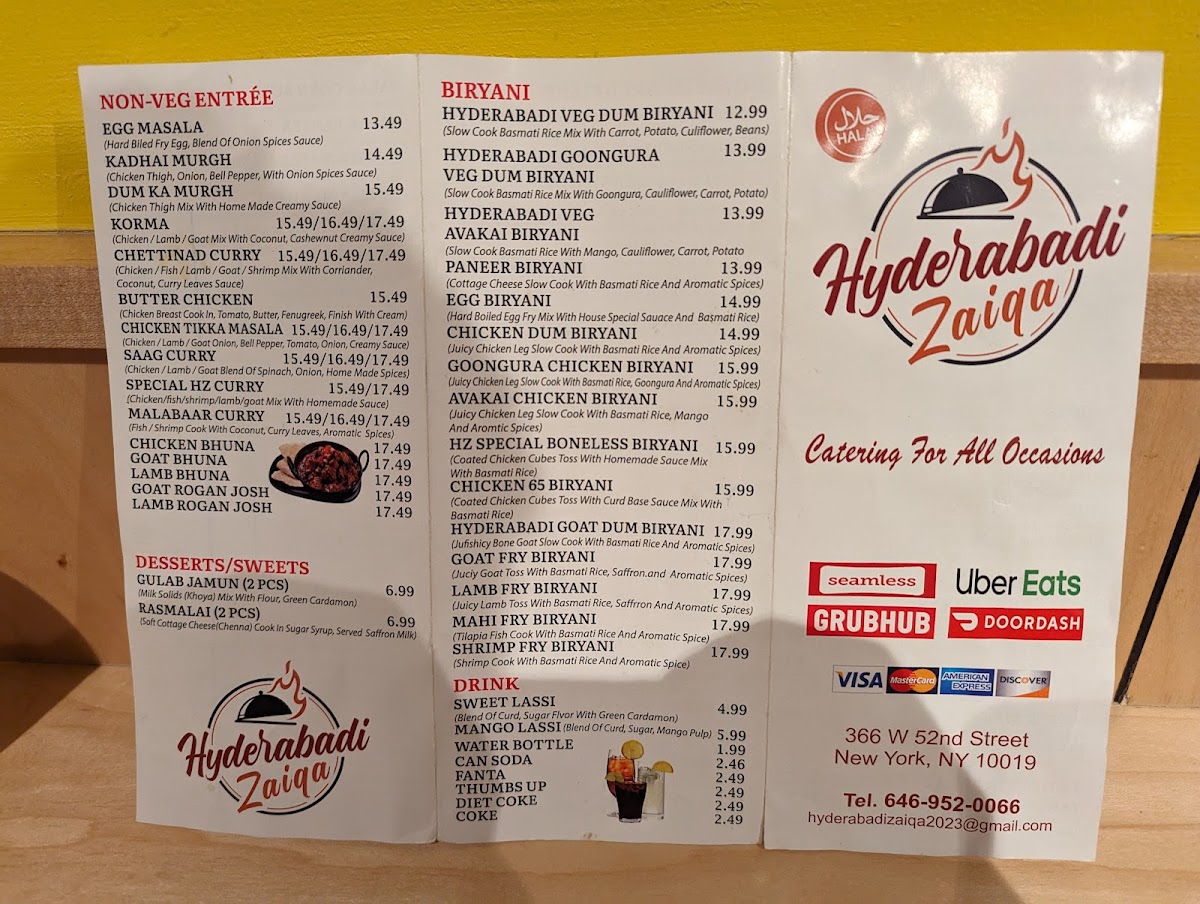 NON-VEG ENTRÉE
EGG MASALA 13.49
(Hard Biled Fry Egg, Blend Of Onion Spices Sauce)
KADHAI MURGH 14.49
(Chicken Thigh, Onion, Bell Pepper, With Onion Spices Sauce)
DUM KA MURGH 15.49
(Chicken Thigh Mix With Home Made Creamy Sauce)
KORMA 15.49/16.49/17.49
(Chicken / Lamb / Goat Mix With Coconut, Cashewnut Creamy Sauce)
CHETTINAD CURRY 15.49/16.49/17.49
(Chicken / Fish / Lamb / Goat / Shrimp Mix With Corriander,
Coconut, Curry Leaves Sauce)
BUTTER CHICKEN 15.49
(Chicken Breast Cook In, Tomato, Butter, Fenugreek, Finish With Cream)
CHICKEN TIKKA MASALA 15.49/16.49/17.49
(Chicken / Lamb / Goat Onion, Bell Pepper, Tomato, Onion, Creamy Sauce)
SAAG CURRY 15.49/16.49/17.49
(Chicken / Lamb / Goat Blend Of Spinach, Onion, Home Made Spices)
SPECIAL HZ CURRY 15.49/17.49
(Chicken/fish/shrimp/lamb/goat Mix With Homemade Sauce)
MALABAAR CURRY 15.49/16.49/17.49
(Fish / Shrimp Cook With Coconut, Curry Leaves, Aromatic Spices)
CHICKEN BHUNA 17.49
GOAT BHUNA 17.49
LAMB BHUNA 17.49
GOAT ROGAN JOSH 17.49
LAMB ROGAN JOSH 17.49
DESSERTS/SWEETS
GULAB JAMUN (2 PCS) 6.99
(Milk Solids (Khoya) Mix With Flour, Green Cardamon)
RASMALAI (2 PCS) 6.99
(Soft Cottage Cheese(Chenna) Cook In Sugar Syrup, Served Saffron Milk)
Hyderabadi
Zaiqa
BIRYANI
HYDERABADI VEG DUM BIRYANI 12.99
(Slow Cook Basmati Rice Mix With Carrot, Potato, Culiflower, Beans)
HYDERABADI GOONGURA 13.99
VEG DUM BIRYANI
(Slow Cook Basmati Rice Mix With Goongura, Cauliflower, Carrot, Potato)
HYDERABADI VEG 13.99
AVAKAI BIRYANI
(Slow Cook Basmati Rice With Mango, Cauliflower, Carrot, Potato
PANEER BIRYANI 13.99
(Cottage Cheese Slow Cook With Basmati Rice And Aromatic Spices)
EGG BIRYANI 14.99
(Hard Boiled Egg Fry Mix With House Special Sauace And Basmati Rice)
CHICKEN DUM BIRYANI 14.99
(Juicy Chicken Leg Slow Cook With Basmati Rice And Aromatic Spices)
GOONGURA CHICKEN BIRYANI 15.99
(Juicy Chicken Leg Slow Cook With Basmati Rice, Goongura And Aromatic Spices)
AVAKAI CHICKEN BIRYANI 15.99
(Juicy Chicken Leg Slow Cook With Basmati Rice, Mango
And Aromtic Spices)
HZ SPECIAL BONELESS BIRYANI 15.99
(Coated Chicken Cubes Toss With Homemade Sauce Mix
With Basmati Rice)
CHICKEN 65 BIRYANI 15.99
(Coated Chicken Cubes Toss With Curd Base Sauce Mix With
Basmati Rice)
HYDERABADI GOAT DUM BIRYANI 17.99
(Jufishicy Bone Goat Slow Cook With Basmati Rice And Aromatic Spices)
GOAT FRY BIRYANI 17.99
(Juciy Goat Toss With Basmati Rice, Saffron.and Aromatic Spices)
LAMB FRY BIRYANI 17.99
(Juicy Lamb Toss With Basmati Rice, Saffrron And Aromatic Spices)
MAHI FRY BIRYANI 17.99
(Tilapia Fish Cook With Basmati Rice And Aromatic Spice)
SHRIMP FRY BIRYANI 17.99
(Shrimp Cook With Basmati Rice And Aromatic Spice)
DRINK
SWEET LASSI 4.99
(Blend Of Curd, Sugar Flvor With Green Cardamon)
MANGO LASSI (Blend Of Curd, Sugar, Mango Pulp) 5.99
WATER BOTTLE 1.99
CAN SODA 2.46
FANTA 2.49
THUMBS UP 2.49
DIET COKE 2.49
COKE 2.49
حلال
HALAL
Hyderabadi
Zaiqa
Catering For All Occasions
seamless Uber Eats
GRUBHUB DOORDASH
VISA MasterCard AMERICAN EXPRESS DISCOVER
366 W 52nd Street
New York, NY 10019
Tel. 646-952-0066
hyderabadizaiqa2023@gmail.com